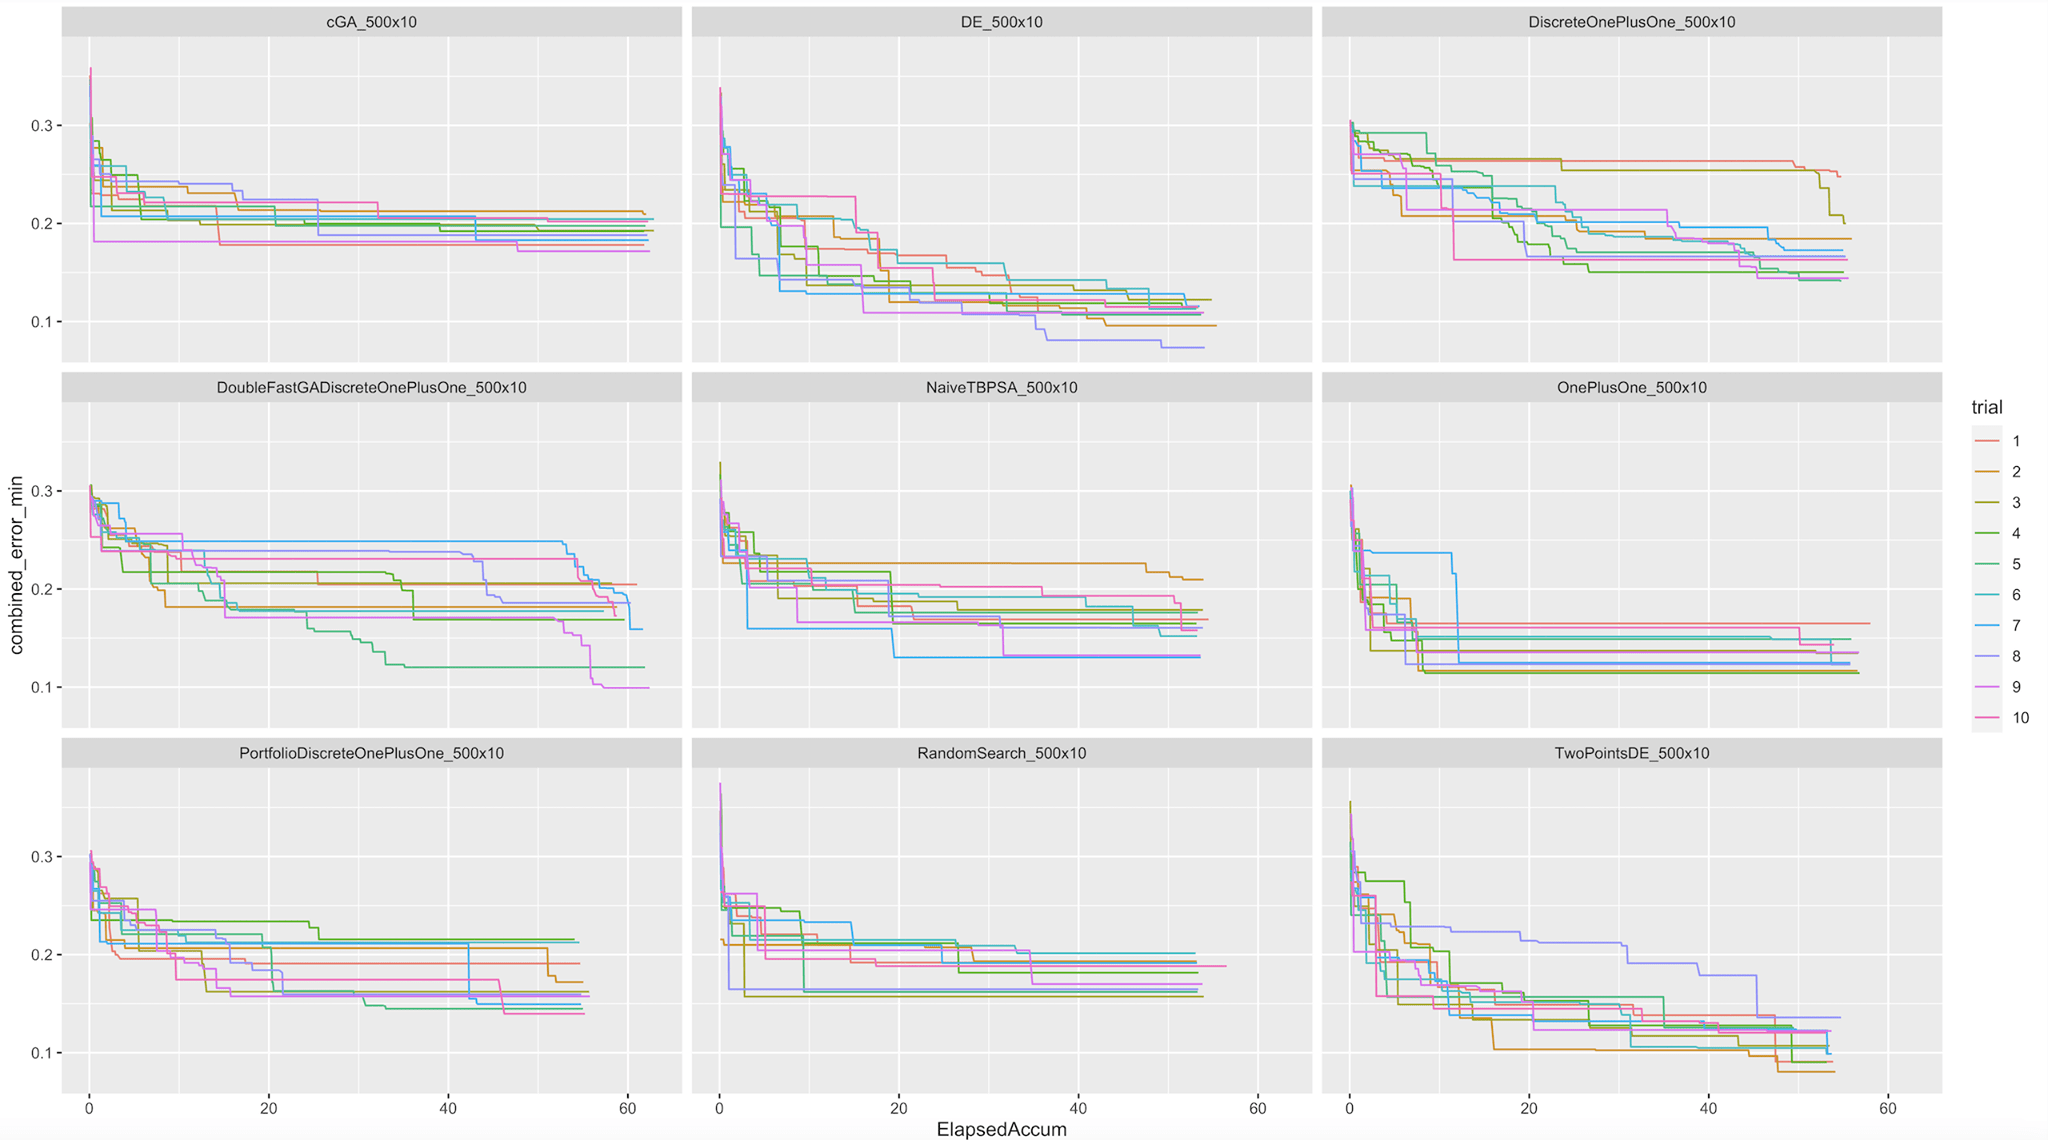 cGA_500x10
DE_500x10
DiscreteOnePlusOne_500x10
0.3
0.2
0.1
DoubleFastGADiscreteOnePlusOne_500x10
NaiveTBPSA_500x10
OnePlusOne_500x10
0.3
0.2
0.1
PortfolioDiscreteOnePlusOne_500x10
RandomSearch_500x10
TwoPointsDE_500x10
0.3
0.2
0.1
0 20 40 60
0 20 40 60
0 20 40 60
ElapsedAccum
combined_error_min
trial
1
2
3
4
5
6
7
8
9
10